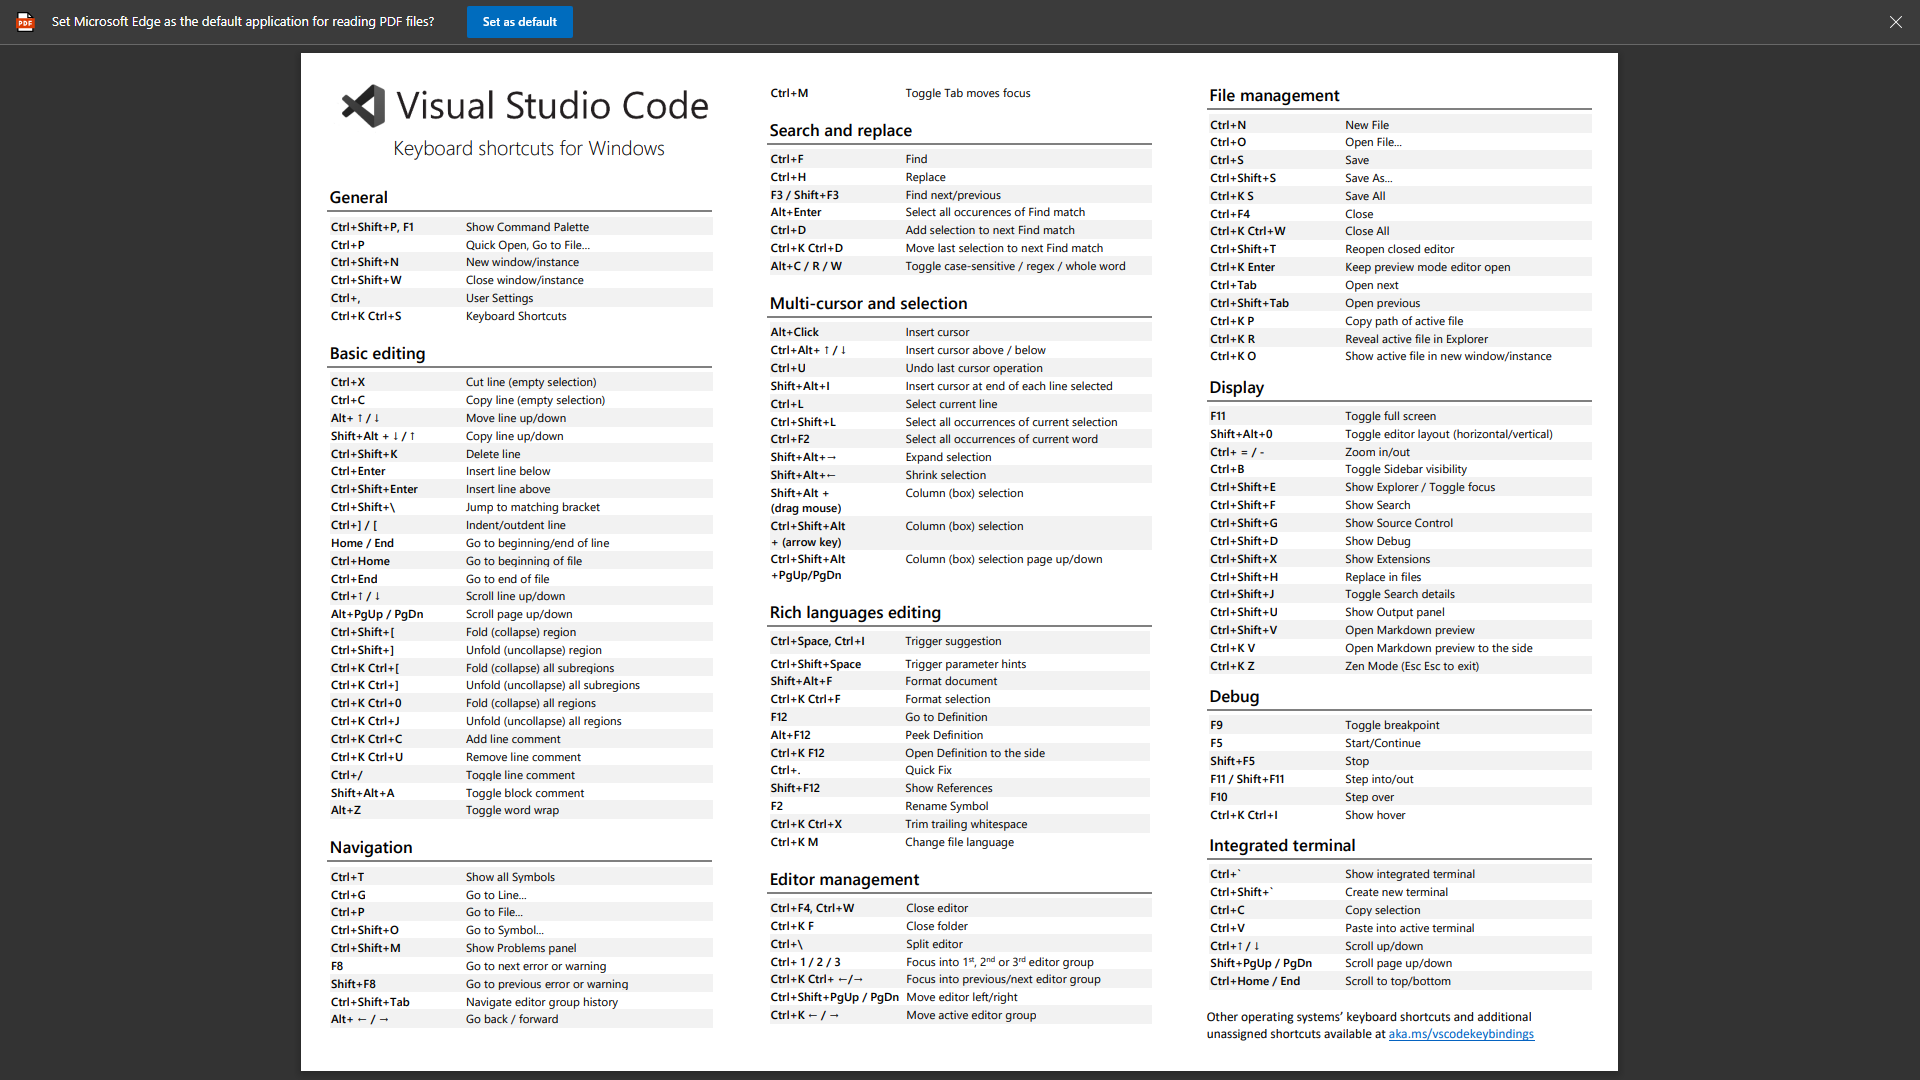 Set Microsoft Edge as the default application for reading PDF files? Set as default
Visual Studio Code
Keyboard shortcuts for Windows
General
Ctrl+Shift+P, F1 Show Command Palette
Ctrl+P Quick Open, Go to File...
Ctrl+Shift+N New window/instance
Ctrl+Shift+W Close window/instance
Ctrl+, User Settings
Ctrl+K Ctrl+S Keyboard Shortcuts
Basic editing
Ctrl+X Cut line (empty selection)
Ctrl+C Copy line (empty selection)
Alt+ ↑ / ↓ Move line up/down
Shift+Alt + ↓ / ↑ Copy line up/down
Ctrl+Shift+K Delete line
Ctrl+Enter Insert line below
Ctrl+Shift+Enter Insert line above
Ctrl+Shift+\ Jump to matching bracket
Ctrl+] / [ Indent/outdent line
Home / End Go to beginning/end of line
Ctrl+Home Go to beginning of file
Ctrl+End Go to end of file
Ctrl+↑ / ↓ Scroll line up/down
Alt+PgUp / PgDn Scroll page up/down
Ctrl+Shift+[ Fold (collapse) region
Ctrl+Shift+] Unfold (uncollapse) region
Ctrl+K Ctrl+[ Fold (collapse) all subregions
Ctrl+K Ctrl+] Unfold (uncollapse) all subregions
Ctrl+K Ctrl+0 Fold (collapse) all regions
Ctrl+K Ctrl+J Unfold (uncollapse) all regions
Ctrl+K Ctrl+C Add line comment
Ctrl+K Ctrl+U Remove line comment
Ctrl+/ Toggle line comment
Shift+Alt+A Toggle block comment
Alt+Z Toggle word wrap
Navigation
Ctrl+T Show all Symbols
Ctrl+G Go to Line...
Ctrl+P Go to File...
Ctrl+Shift+O Go to Symbol...
Ctrl+Shift+M Show Problems panel
F8 Go to next error or warning
Shift+F8 Go to previous error or warning
Ctrl+Shift+Tab Navigate editor group history
Alt+ ← / → Go back / forward
Ctrl+M Toggle Tab moves focus
Search and replace
Ctrl+F Find
Ctrl+H Replace
F3 / Shift+F3 Find next/previous
Alt+Enter Select all occurences of Find match
Ctrl+D Add selection to next Find match
Ctrl+K Ctrl+D Move last selection to next Find match
Alt+C / R / W Toggle case-sensitive / regex / whole word
Multi-cursor and selection
Alt+Click Insert cursor
Ctrl+Alt+ ↑ / ↓ Insert cursor above / below
Ctrl+U Undo last cursor operation
Shift+Alt+I Insert cursor at end of each line selected
Ctrl+L Select current line
Ctrl+Shift+L Select all occurrences of current selection
Ctrl+F2 Select all occurrences of current word
Shift+Alt+→ Expand selection
Shift+Alt+← Shrink selection
Shift+Alt + Column (box) selection
(drag mouse)
Ctrl+Shift+Alt Column (box) selection
+ (arrow key)
Ctrl+Shift+Alt Column (box) selection page up/down
+PgUp/PgDn
Rich languages editing
Ctrl+Space, Ctrl+I Trigger suggestion
Ctrl+Shift+Space Trigger parameter hints
Shift+Alt+F Format document
Ctrl+K Ctrl+F Format selection
F12 Go to Definition
Alt+F12 Peek Definition
Ctrl+K F12 Open Definition to the side
Ctrl+. Quick Fix
Shift+F12 Show References
F2 Rename Symbol
Ctrl+K Ctrl+X Trim trailing whitespace
Ctrl+K M Change file language
Editor management
Ctrl+F4, Ctrl+W Close editor
Ctrl+K F Close folder
Ctrl+\ Split editor
Ctrl+ 1 / 2 / 3 Focus into 1st, 2nd or 3rd editor group
Ctrl+K Ctrl+ ←/→ Focus into previous/next editor group
Ctrl+Shift+PgUp / PgDn Move editor left/right
Ctrl+K ← / → Move active editor group
File management
Ctrl+N New File
Ctrl+O Open File...
Ctrl+S Save
Ctrl+Shift+S Save As...
Ctrl+K S Save All
Ctrl+F4 Close
Ctrl+K Ctrl+W Close All
Ctrl+Shift+T Reopen closed editor
Ctrl+K Enter Keep preview mode editor open
Ctrl+Tab Open next
Ctrl+Shift+Tab Open previous
Ctrl+K P Copy path of active file
Ctrl+K R Reveal active file in Explorer
Ctrl+K O Show active file in new window/instance
Display
F11 Toggle full screen
Shift+Alt+0 Toggle editor layout (horizontal/vertical)
Ctrl+ = / - Zoom in/out
Ctrl+B Toggle Sidebar visibility
Ctrl+Shift+E Show Explorer / Toggle focus
Ctrl+Shift+F Show Search
Ctrl+Shift+G Show Source Control
Ctrl+Shift+D Show Debug
Ctrl+Shift+X Show Extensions
Ctrl+Shift+H Replace in files
Ctrl+Shift+J Toggle Search details
Ctrl+Shift+U Show Output panel
Ctrl+Shift+V Open Markdown preview
Ctrl+K V Open Markdown preview to the side
Ctrl+K Z Zen Mode (Esc Esc to exit)
Debug
F9 Toggle breakpoint
F5 Start/Continue
Shift+F5 Stop
F11 / Shift+F11 Step into/out
F10 Step over
Ctrl+K Ctrl+I Show hover
Integrated terminal
Ctrl+` Show integrated terminal
Ctrl+Shift+` Create new terminal
Ctrl+C Copy selection
Ctrl+V Paste into active terminal
Ctrl+↑ / ↓ Scroll up/down
Shift+PgUp / PgDn Scroll page up/down
Ctrl+Home / End Scroll to top/bottom
Other operating systems' keyboard shortcuts and additional
unassigned shortcuts available at aka.ms/vscodekeybindings